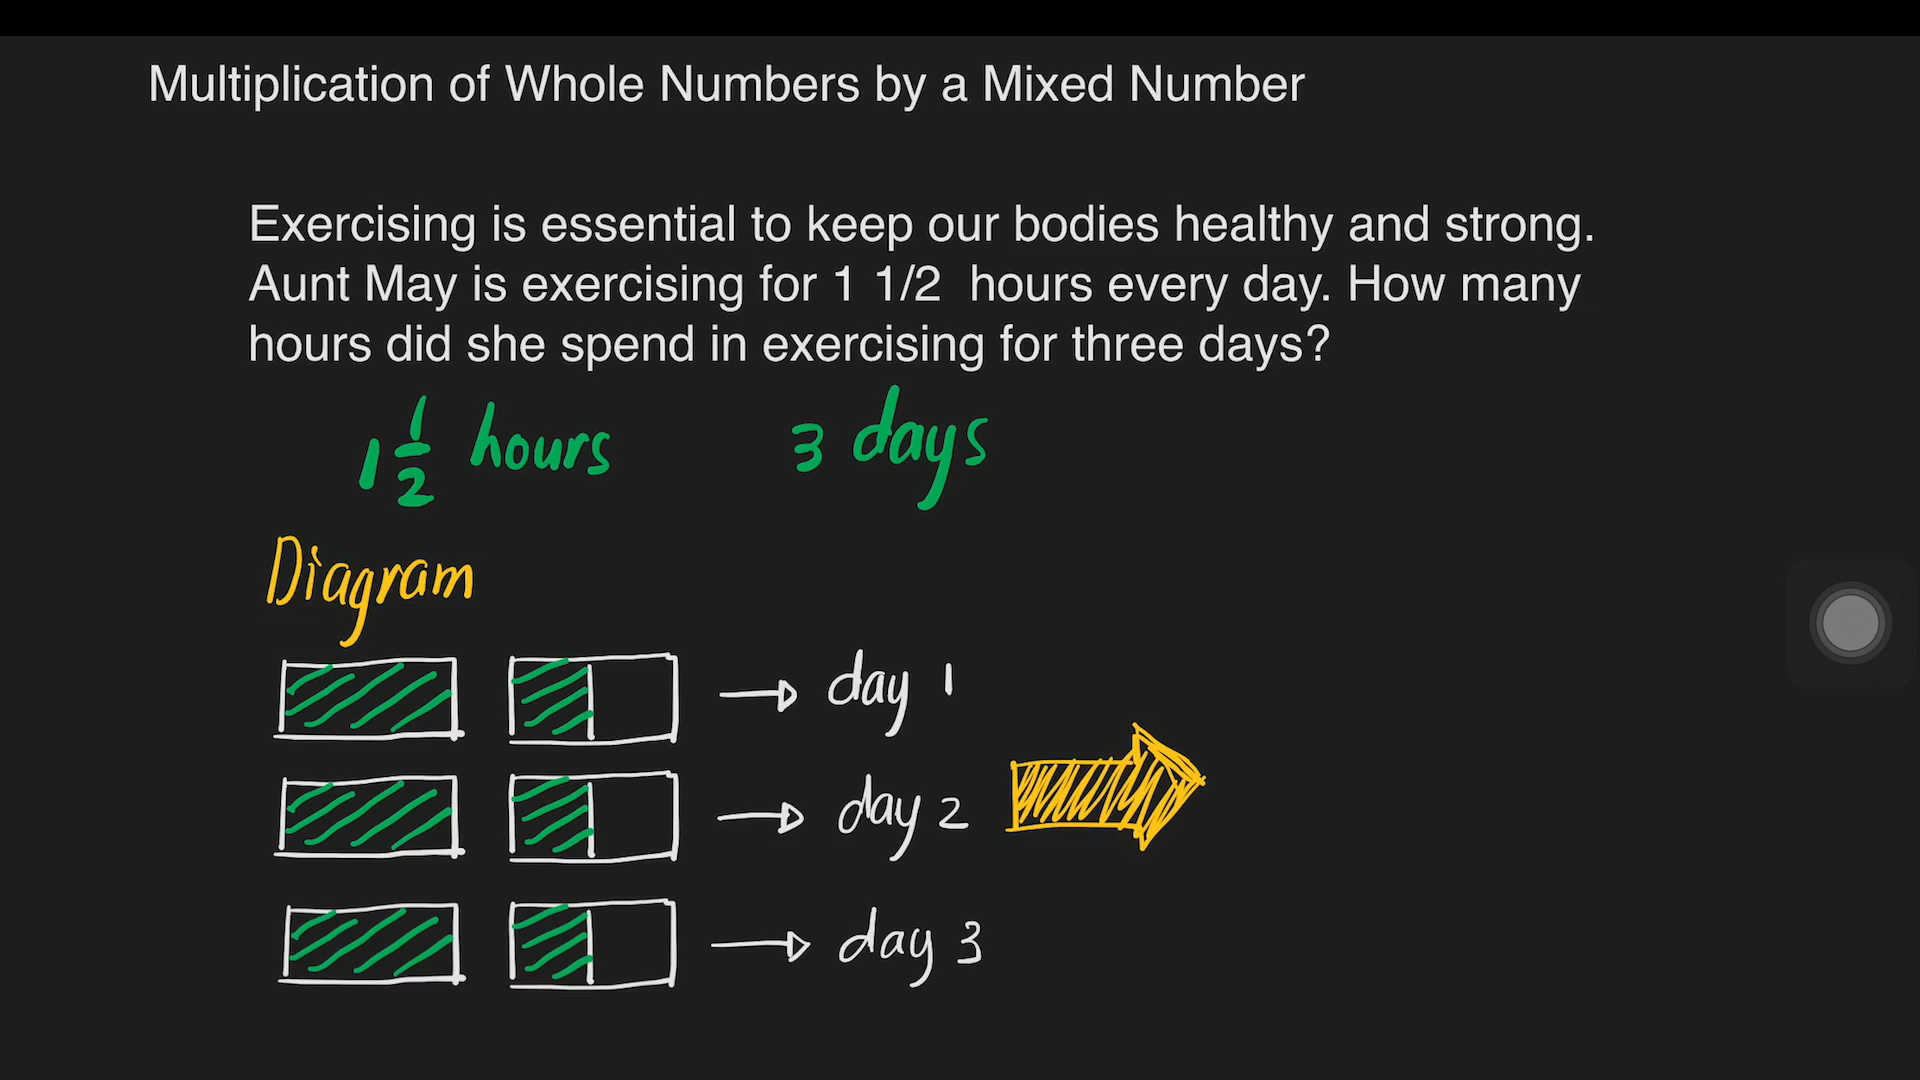 Multiplication of Whole Numbers by a Mixed Number
Exercising is essential to keep our bodies healthy and strong.
Aunt May is exercising for 1 1/2 hours every day. How many
hours did she spend in exercising for three days?
1 1/2 hours 3 days
Diagram
day 1
day 2
day 3